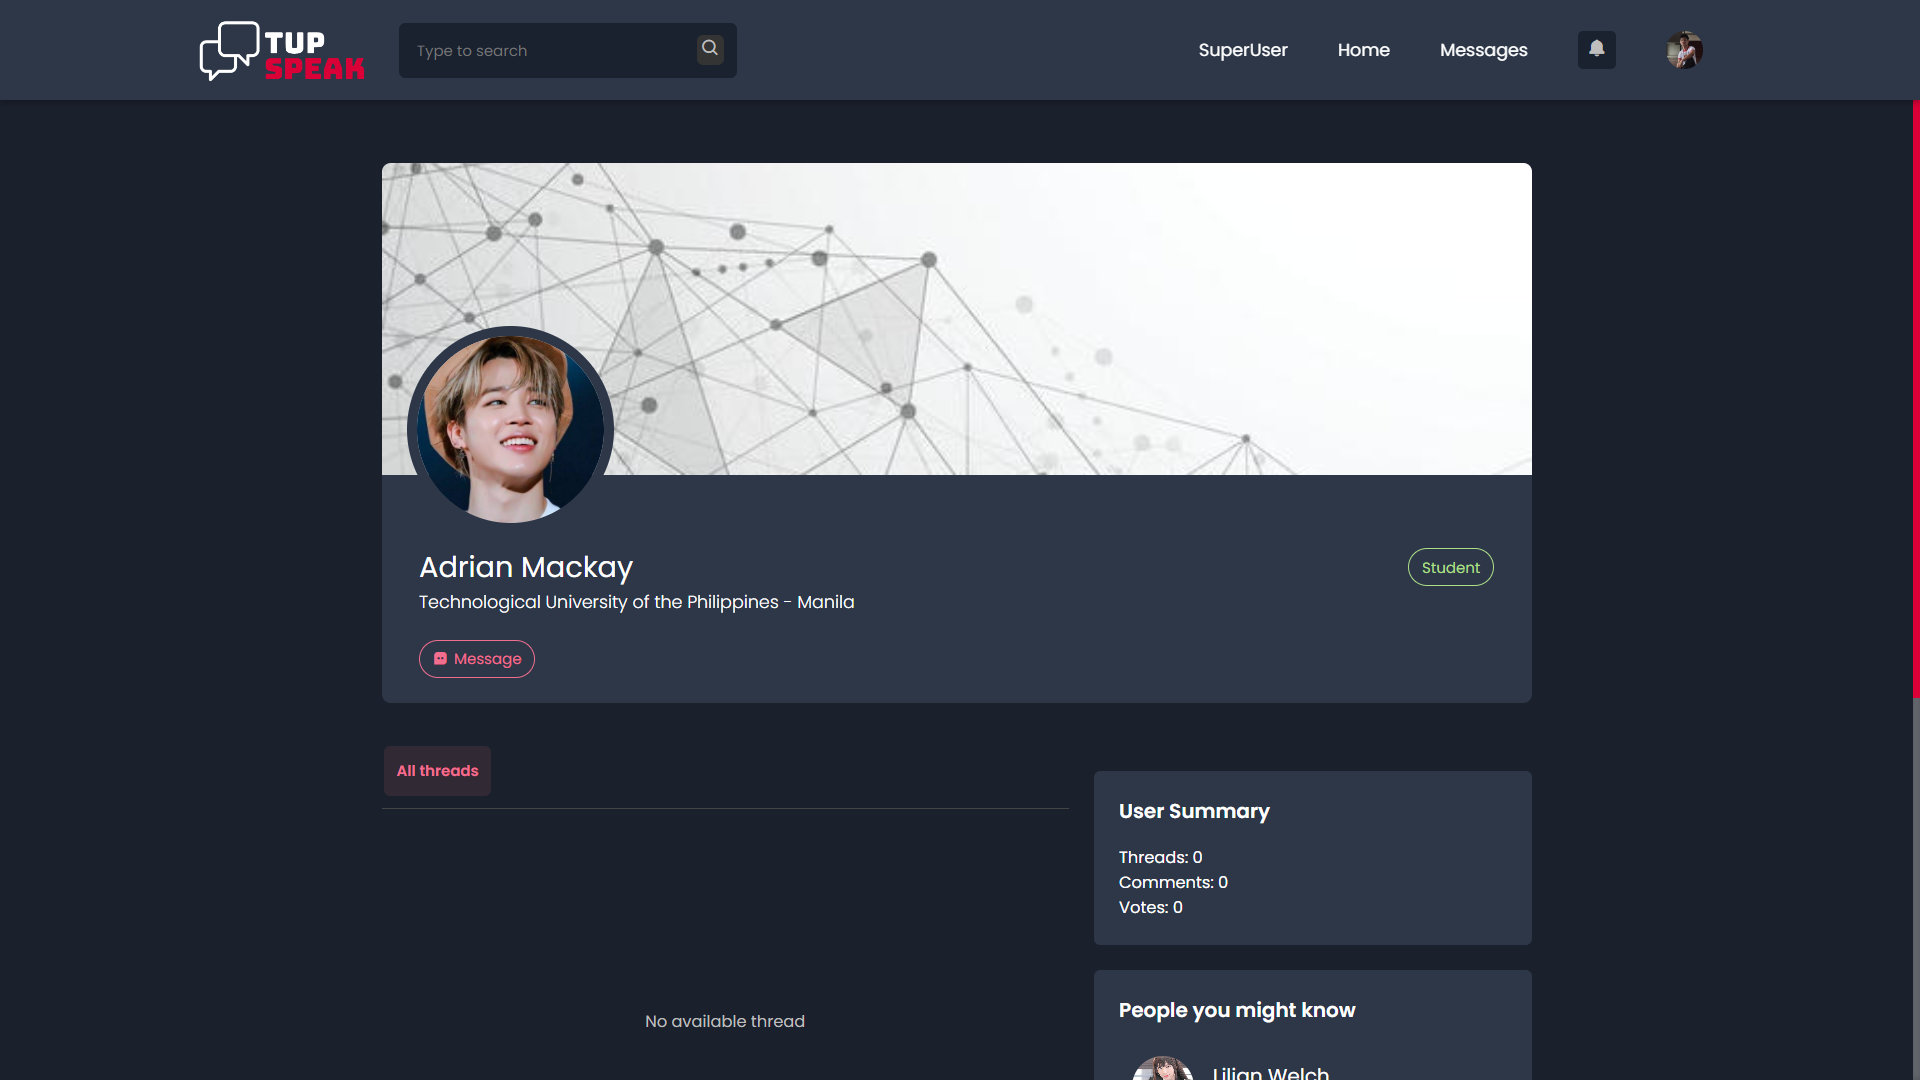 TUP
SPEAK
Type to search
SuperUser
Home
Messages
Adrian Mackay
Student
Technological University of the Philippines - Manila
Message
All threads
User Summary
Threads: 0
Comments: 0
Votes: 0
No available thread
People you might know
Lilian Welch